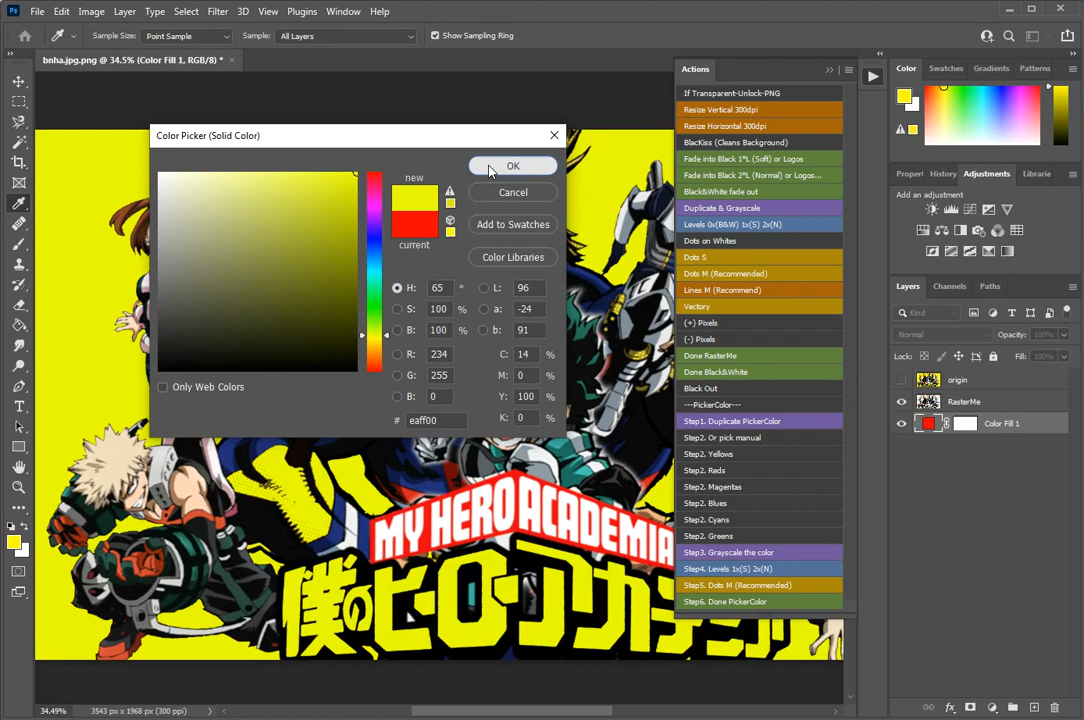 Ps File Edit Image Layer Type Select Filter 3D View Plugins Window Help
Sample Size: Point Sample Sample: All Layers Show Sampling Ring
bnha.jpg.png @ 34.5% (Color Fill 1, RGB/8) * ×
Color Picker (Solid Color)
new
current
OK
Cancel
Add to Swatches
Color Libraries
H: 65 °
S: 100 %
B: 100 %
R: 234
G: 255
B: 0
L: 96
a: -24
b: 91
C: 14 %
M: 0 %
Y: 100 %
K: 0 %
Only Web Colors
# eaff00
MY HERO ACADEMIA
僕のヒーローアカデミア
Actions
If Transparent-Unlock-PNG
Resize Vertical 300dpi
Resize Horizontal 300dpi
BlacKiss (Cleans Background)
Fade into Black 1ºL (Soft) or Logos
Fade into Black 2ºL (Normal) or Logos...
Black&White fade out
Duplicate & Grayscale
Levels 0x(B&W) 1x(S) 2x(N)
Dots on Whites
Dots S
Dots M (Recommended)
Lines M (Recommend)
Vectory
(+) Pixels
(-) Pixels
Done RasterMe
Done Black&White
Black Out
---PickerColor---
Step1. Duplicate PickerColor
Step2. Or pick manual
Step2. Yellows
Step2. Reds
Step2. Magentas
Step2. Blues
Step2. Cyans
Step2. Greens
Step3. Grayscale the color
Step4. Levels 1x(S) 2x(N)
Step5. Dots M (Recommended)
Step6. Done PickerColor
Color Swatches Gradients Patterns
Proper History Adjustments Librarie
Add an adjustment
Layers Channels Paths
Kind
Normal Opacity: 100%
Lock: Fill: 100%
origin
RasterMe
Color Fill 1
34.49% 3543 px x 1968 px (300 ppi)